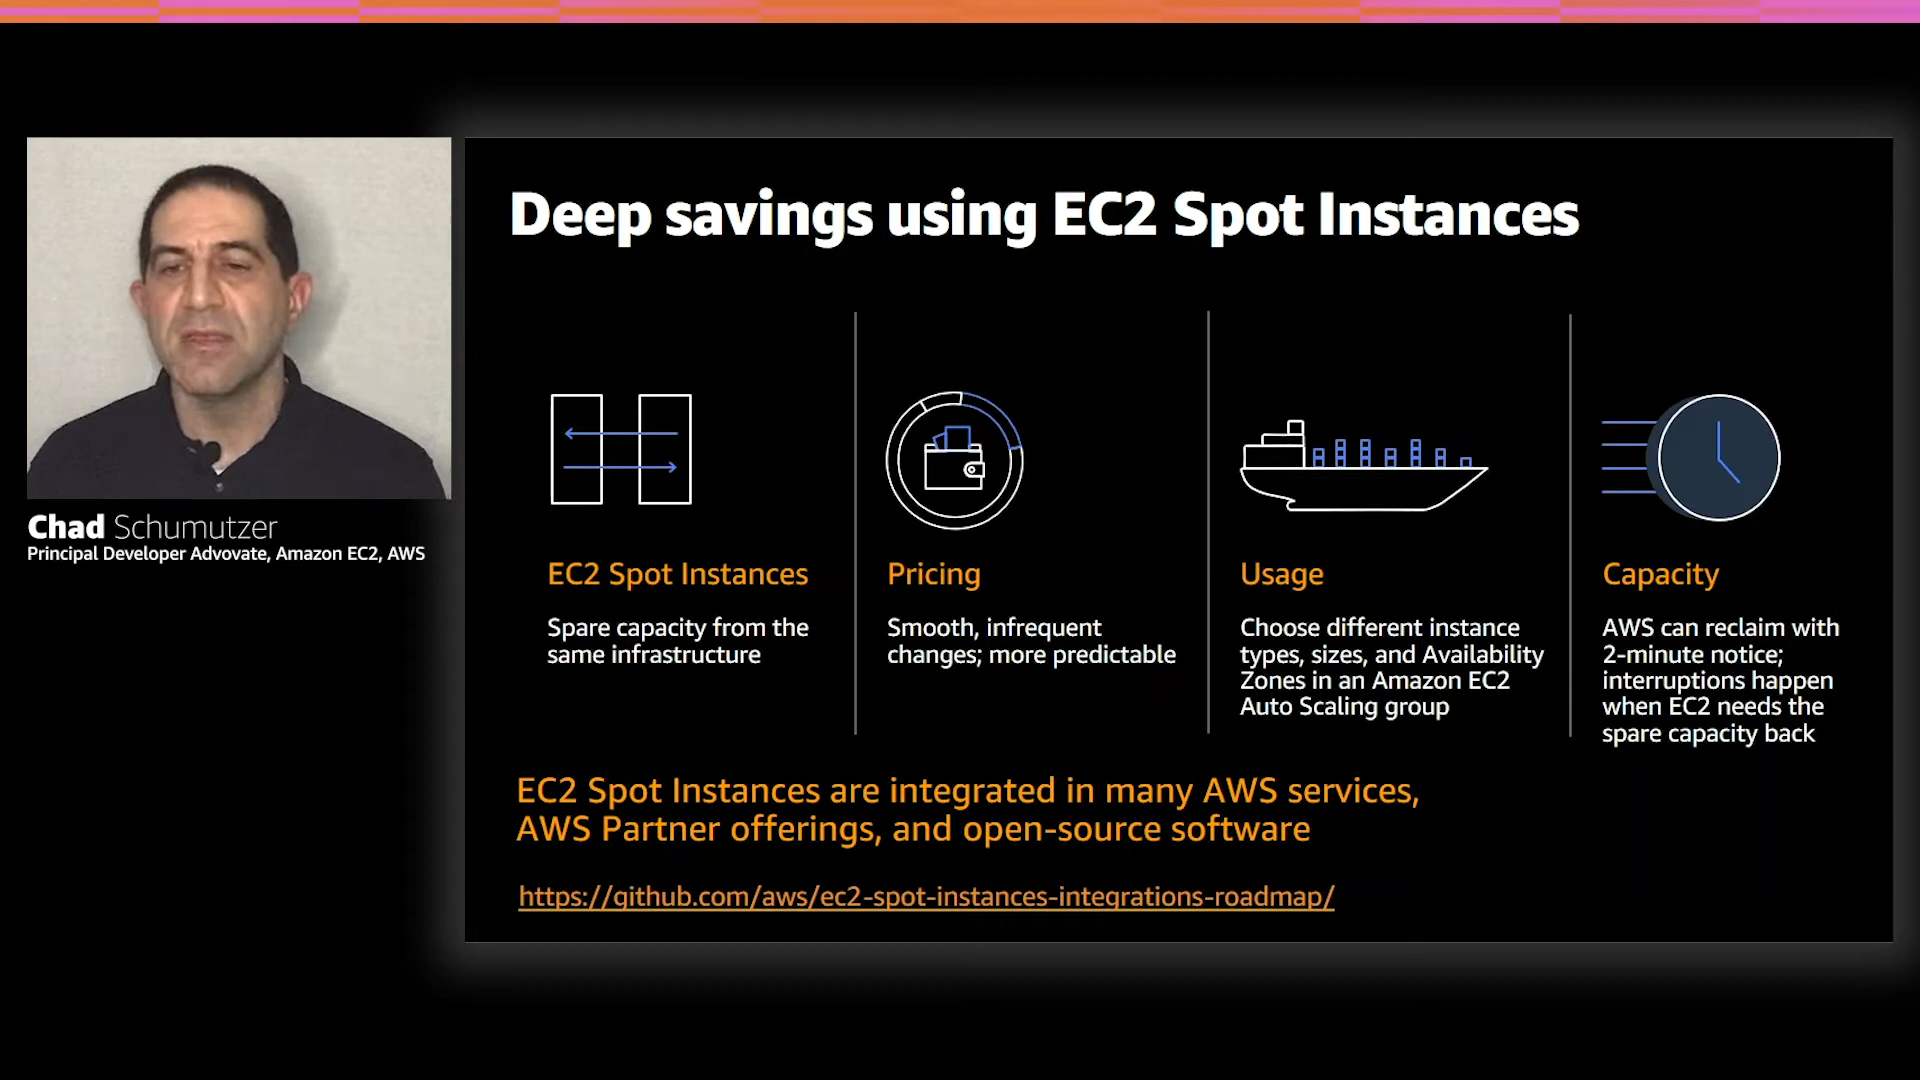 Deep savings using EC2 Spot Instances
Chad Schumutzer
Principal Developer Advovate, Amazon EC2, AWS
EC2 Spot Instances
Spare capacity from the
same infrastructure
Pricing
Smooth, infrequent
changes; more predictable
Usage
Choose different instance
types, sizes, and Availability
Zones in an Amazon EC2
Auto Scaling group
Capacity
AWS can reclaim with
2-minute notice;
interruptions happen
when EC2 needs the
spare capacity back
EC2 Spot Instances are integrated in many AWS services,
AWS Partner offerings, and open-source software
https://github.com/aws/ec2-spot-instances-integrations-roadmap/